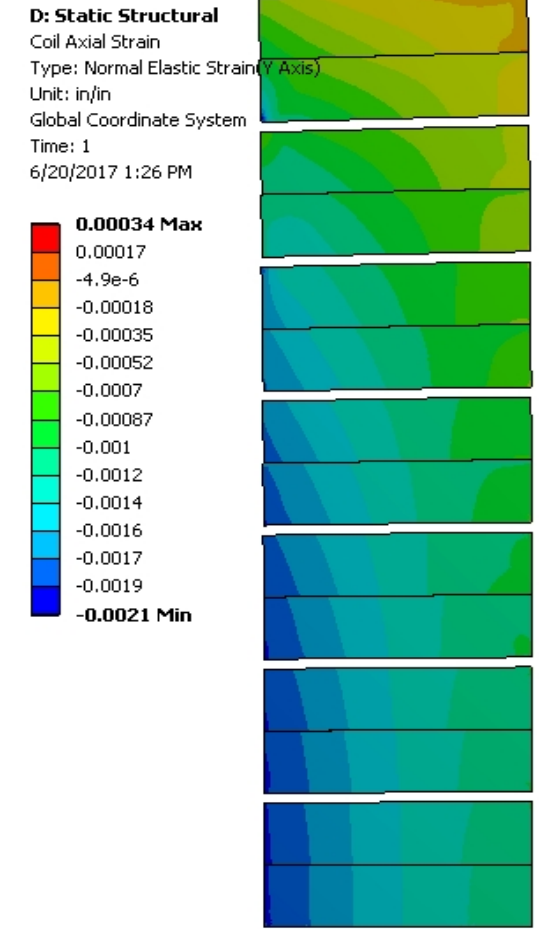 D: Static Structural
Coil Axial Strain
Type: Normal Elastic Strain(Y Axis)
Unit: in/in
Global Coordinate System
Time: 1
6/20/2017 1:26 PM
0.00034 Max
0.00017
-4.9e-6
-0.00018
-0.00035
-0.00052
-0.0007
-0.00087
-0.001
-0.0012
-0.0014
-0.0016
-0.0017
-0.0019
-0.0021 Min